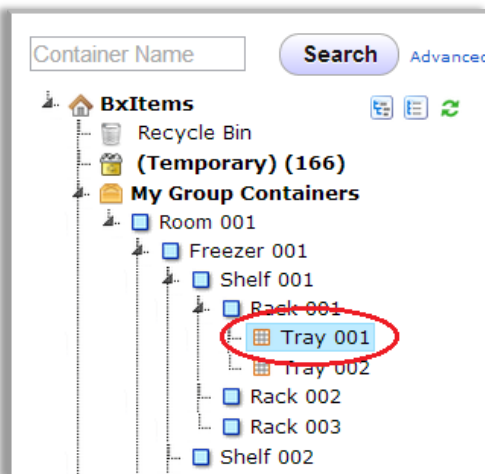 Container Name Search Advanced
BxItems
Recycle Bin
(Temporary) (166)
My Group Containers
Room 001
Freezer 001
Shelf 001
Rack 001
Tray 001
Tray 002
Rack 002
Rack 003
Shelf 002